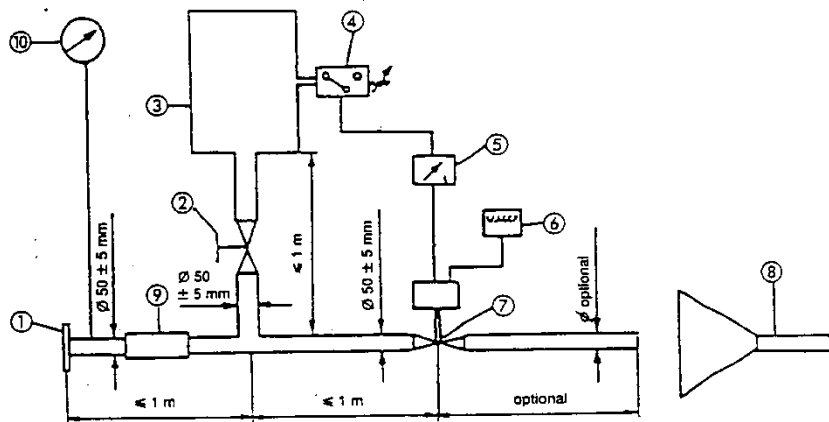 ⑩
④
③
⑤
②
⑥
≤ 1 m
Ø 50 ± 5 mm
Ø 50
± 5 mm
Ø 50 ± 5 mm
Ø optional
⑧
①
⑨
⑦
≤ 1 m
≤ 1 m
optional